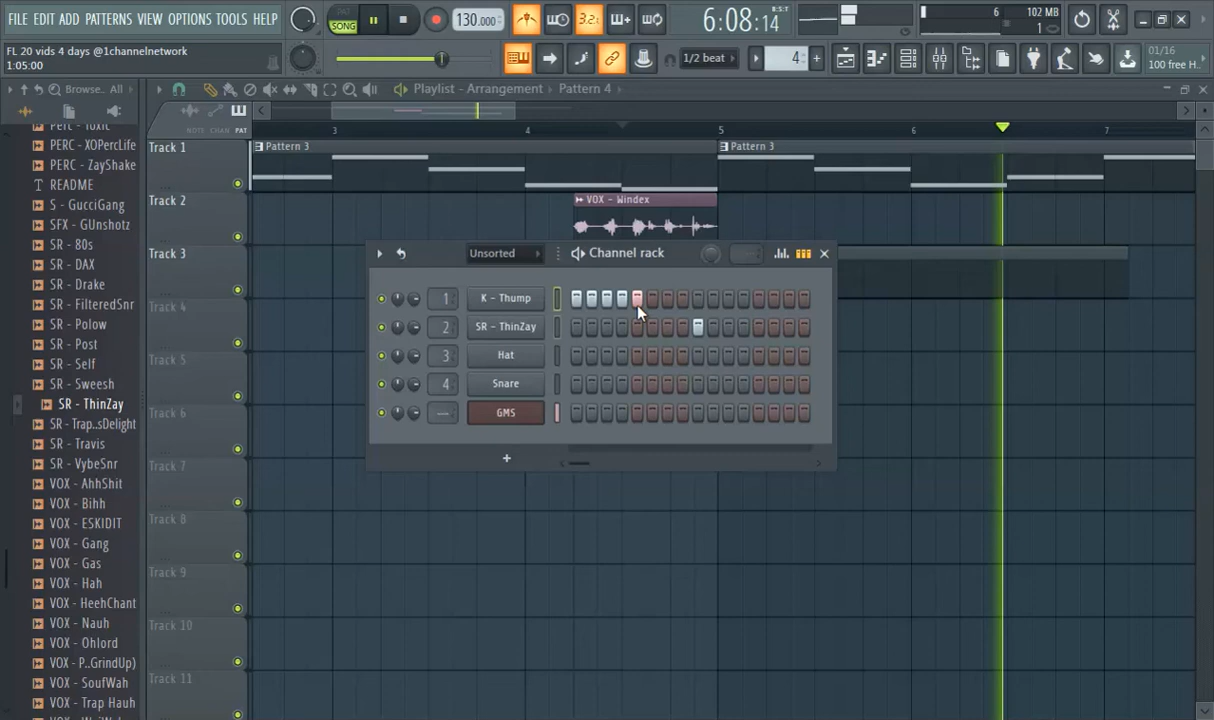 FILE EDIT ADD PATTERNS VIEW OPTIONS TOOLS HELP
SONG
130.000
3.2.
6:08:14
B:S:T
6
102 MB
1
FL 20 vids 4 days @1channelnetwork
1:05:00
1/2 beat
4
01/16
100 free H..
Browse.. All
Playlist - Arrangement
Pattern 4
NOTE CHAN PAT
3 4 5 6 7
PERC - Toxic
PERC - XOPercLife
PERC - ZayShake
README
S - GucciGang
SFX - GUnshotz
SR - 80s
SR - DAX
SR - Drake
SR - FilteredSnr
SR - Polow
SR - Post
SR - Self
SR - Sweesh
SR - ThinZay
SR - Trap..sDelight
SR - Travis
SR - VybeSnr
VOX - AhhShit
VOX - Bihh
VOX - ESKIDIT
VOX - Gang
VOX - Gas
VOX - Hah
VOX - HeehChant
VOX - Nauh
VOX - Ohlord
VOX - P..GrindUp)
VOX - SoufWah
VOX - Trap Hauh
Track 1
Pattern 3
Pattern 3
Track 2
VOX - Windex
Track 3
Track 4
Track 5
Track 6
Track 7
Track 8
Track 9
Track 10
Track 11
Unsorted
Channel rack
1
K - Thump
2
SR - ThinZay
3
Hat
4
Snare
---
GMS
+